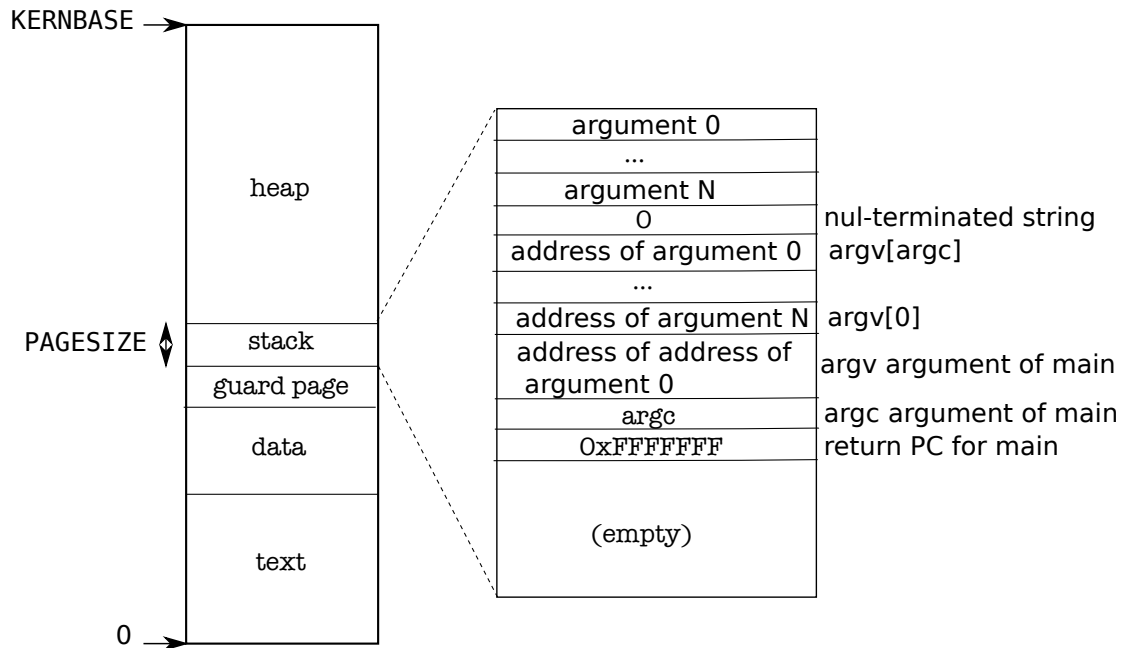 KERNBASE
heap
PAGESIZE
stack
guard page
data
text
0
argument 0
...
argument N
0
nul-terminated string
address of argument 0
argv[argc]
...
address of argument N
argv[0]
address of address of
argument 0
argv argument of main
argc
argc argument of main
0xFFFFFFF
return PC for main
(empty)